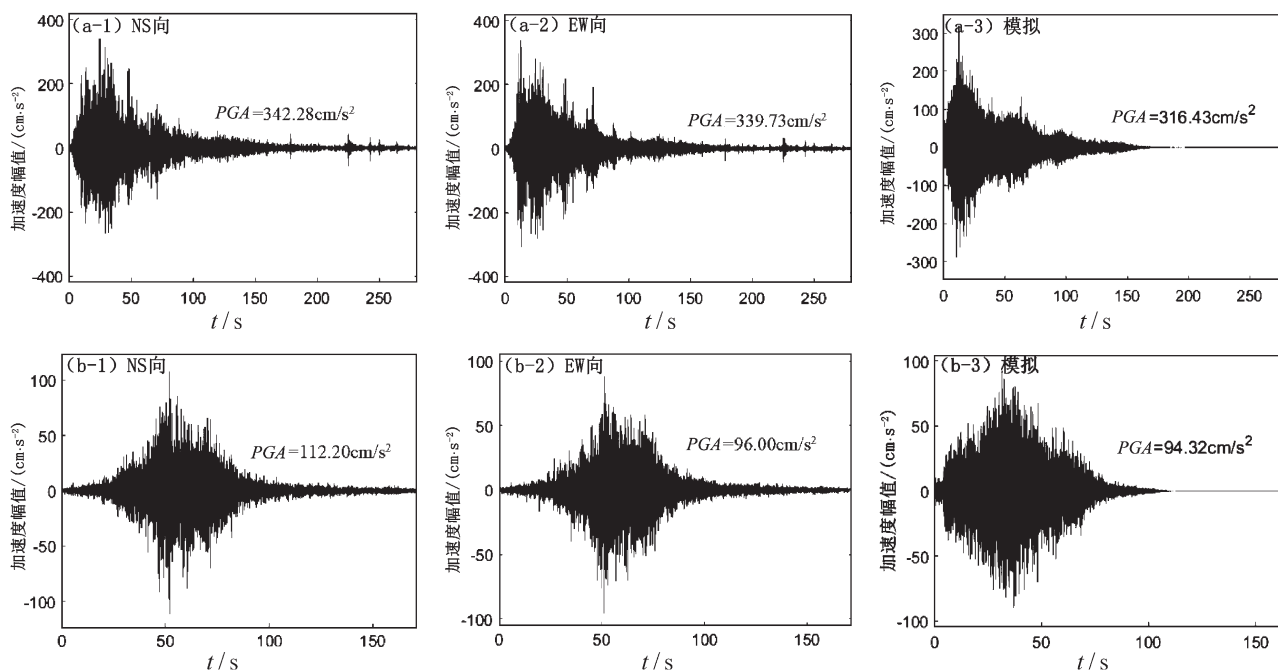 (a-1) NS向
400
200
0
-200
-400
加速度幅值/(cm·s⁻²)
PGA=342.28cm/s²
0 50 100 150 200 250
t / s
(a-2) EW向
400
200
0
-200
-400
加速度幅值/(cm·s⁻²)
PGA=339.73cm/s²
0 50 100 150 200 250
t / s
(a-3) 模拟
300
200
100
0
-100
-200
-300
加速度幅值/(cm·s⁻²)
PGA=316.43cm/s²
0 50 100 150 200 250
t / s
(b-1) NS向
100
50
0
-50
-100
加速度幅值/(cm·s⁻²)
PGA=112.20cm/s²
0 50 100 150
t / s
(b-2) EW向
100
50
0
-50
-100
加速度幅值/(cm·s⁻²)
PGA=96.00cm/s²
0 50 100 150
t / s
(b-3) 模拟
100
50
0
-50
-100
加速度幅值/(cm·s⁻²)
PGA=94.32cm/s²
0 50 100 150
t / s